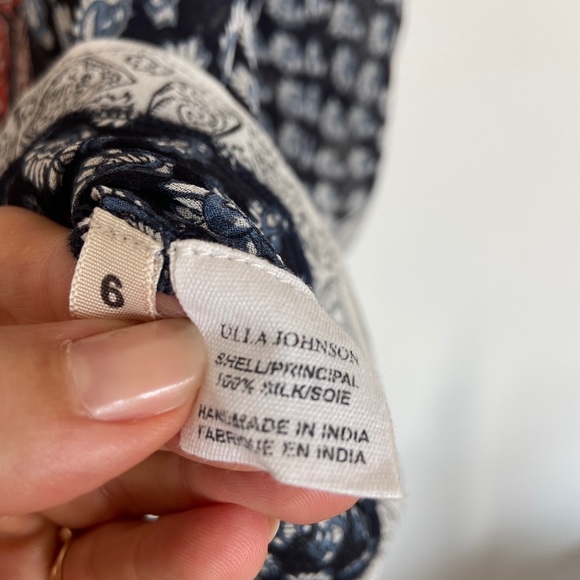 6
ULLA JOHNSON
SHELL/PRINCIPAL
100% SILK/SOIE
HANDMADE IN INDIA
FABRIQUE EN INDIA